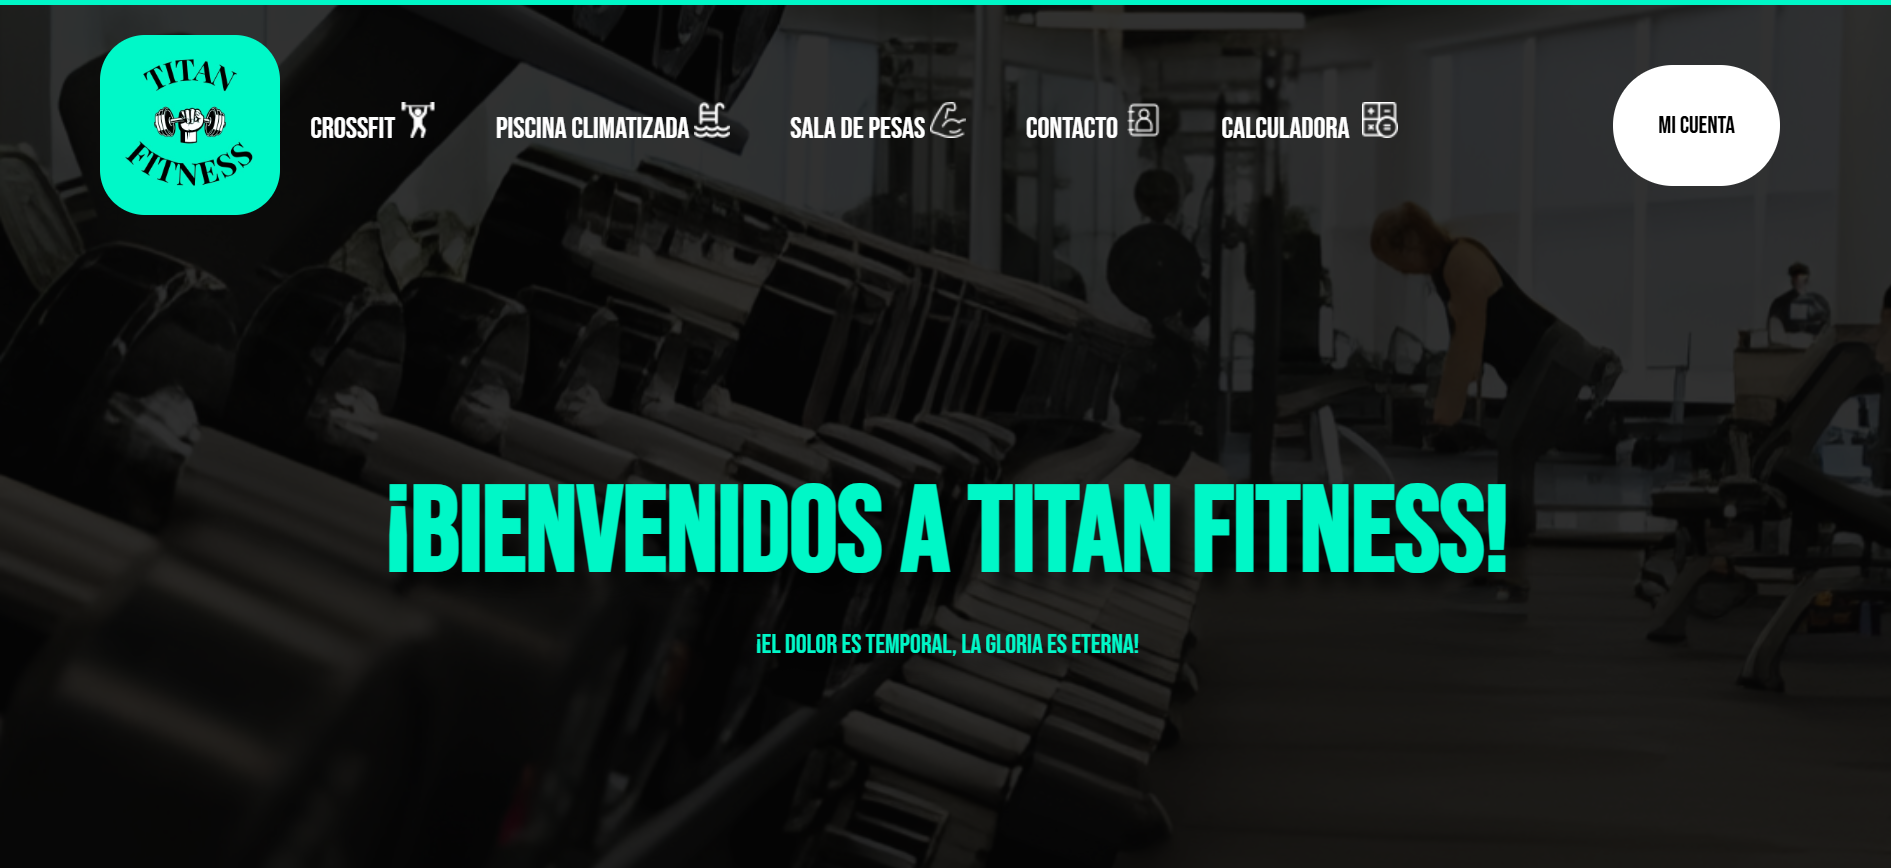 TITAN
FITNESS
CROSSFIT
PISCINA CLIMATIZADA
SALA DE PESAS
CONTACTO
CALCULADORA
MI CUENTA
¡BIENVENIDOS A TITAN FITNESS!
¡EL DOLOR ES TEMPORAL, LA GLORIA ES ETERNA!